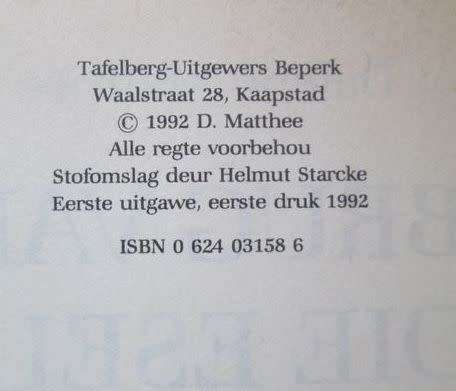 Tafelberg-Uitgewers Beperk
Waalstraat 28, Kaapstad
© 1992 D. Matthee
Alle regte voorbehou
Stofomslag deur Helmut Starcke
Eerste uitgawe, eerste druk 1992
ISBN 0 624 03158 6